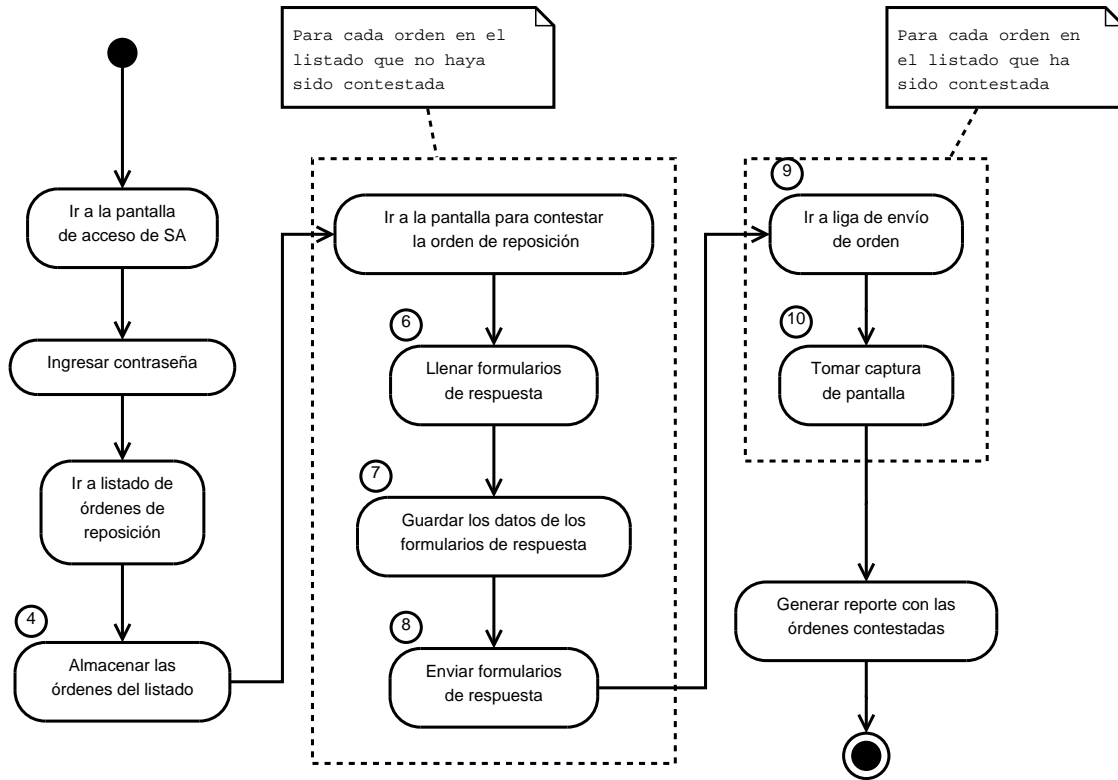 Ir a la pantalla
de acceso de SA
Ingresar contraseña
Ir a listado de
órdenes de
reposición
4
Almacenar las
órdenes del listado
Para cada orden en el
listado que no haya
sido contestada
Ir a la pantalla para contestar
la orden de reposición
6
Llenar formularios
de respuesta
7
Guardar los datos de los
formularios de respuesta
8
Enviar formularios
de respuesta
Para cada orden en
el listado que ha
sido contestada
9
Ir a liga de envío
de orden
10
Tomar captura
de pantalla
Generar reporte con las
órdenes contestadas